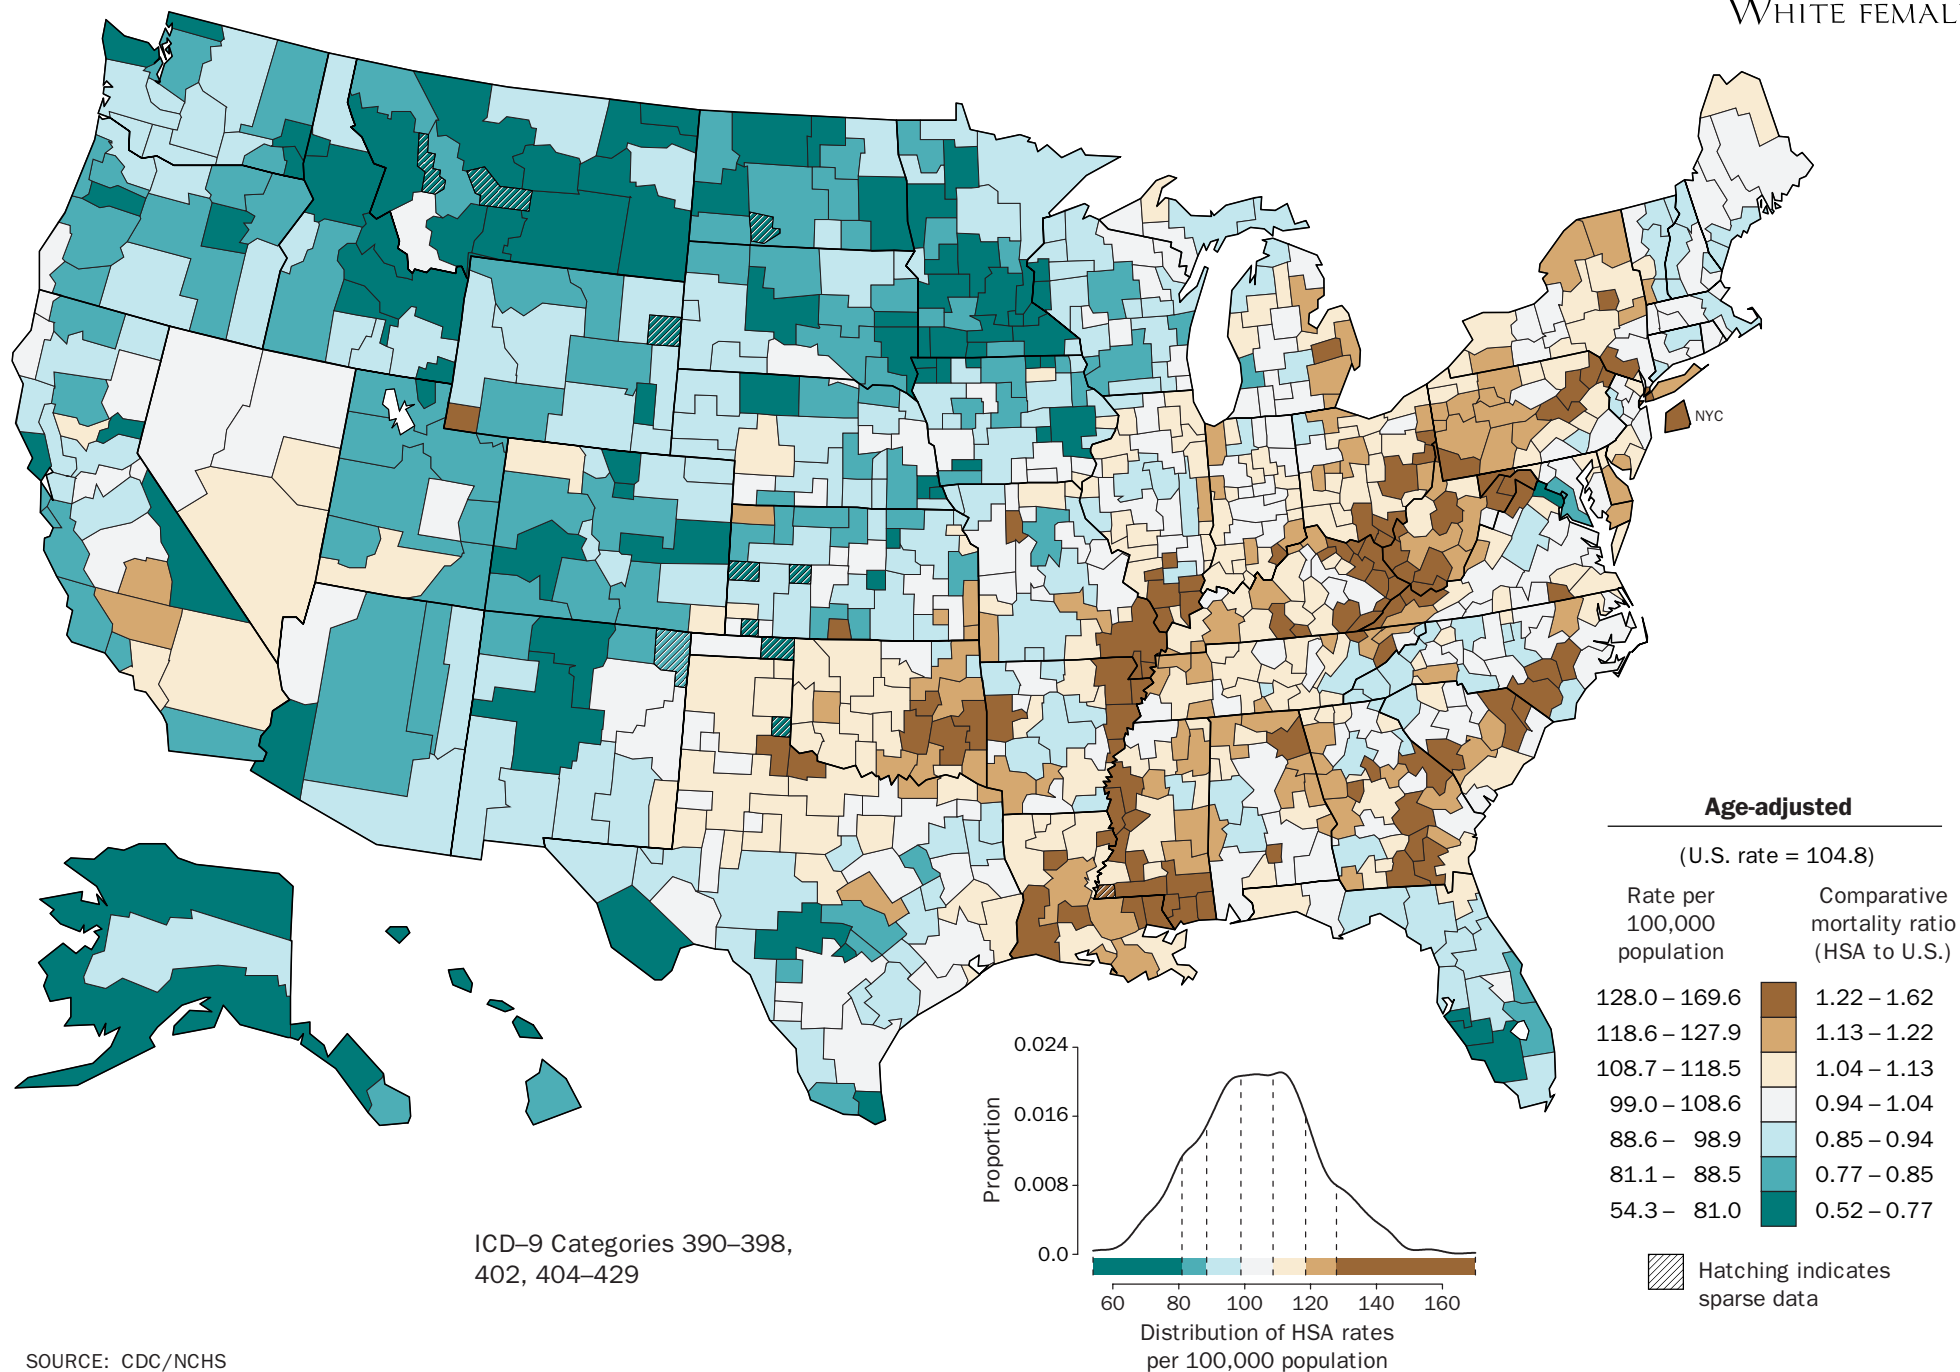 WHITE FEMAL
NYC
Age-adjusted
(U.S. rate = 104.8)
Rate per
100,000
population
Comparative
mortality ratio
(HSA to U.S.)
128.0 – 169.6 1.22 – 1.62
118.6 – 127.9 1.13 – 1.22
108.7 – 118.5 1.04 – 1.13
99.0 – 108.6 0.94 – 1.04
88.6 – 98.9 0.85 – 0.94
81.1 – 88.5 0.77 – 0.85
54.3 – 81.0 0.52 – 0.77
Hatching indicates
sparse data
0.024
0.016
0.008
0.0
Proportion
60 80 100 120 140 160
Distribution of HSA rates
per 100,000 population
ICD–9 Categories 390–398,
402, 404–429
SOURCE: CDC/NCHS